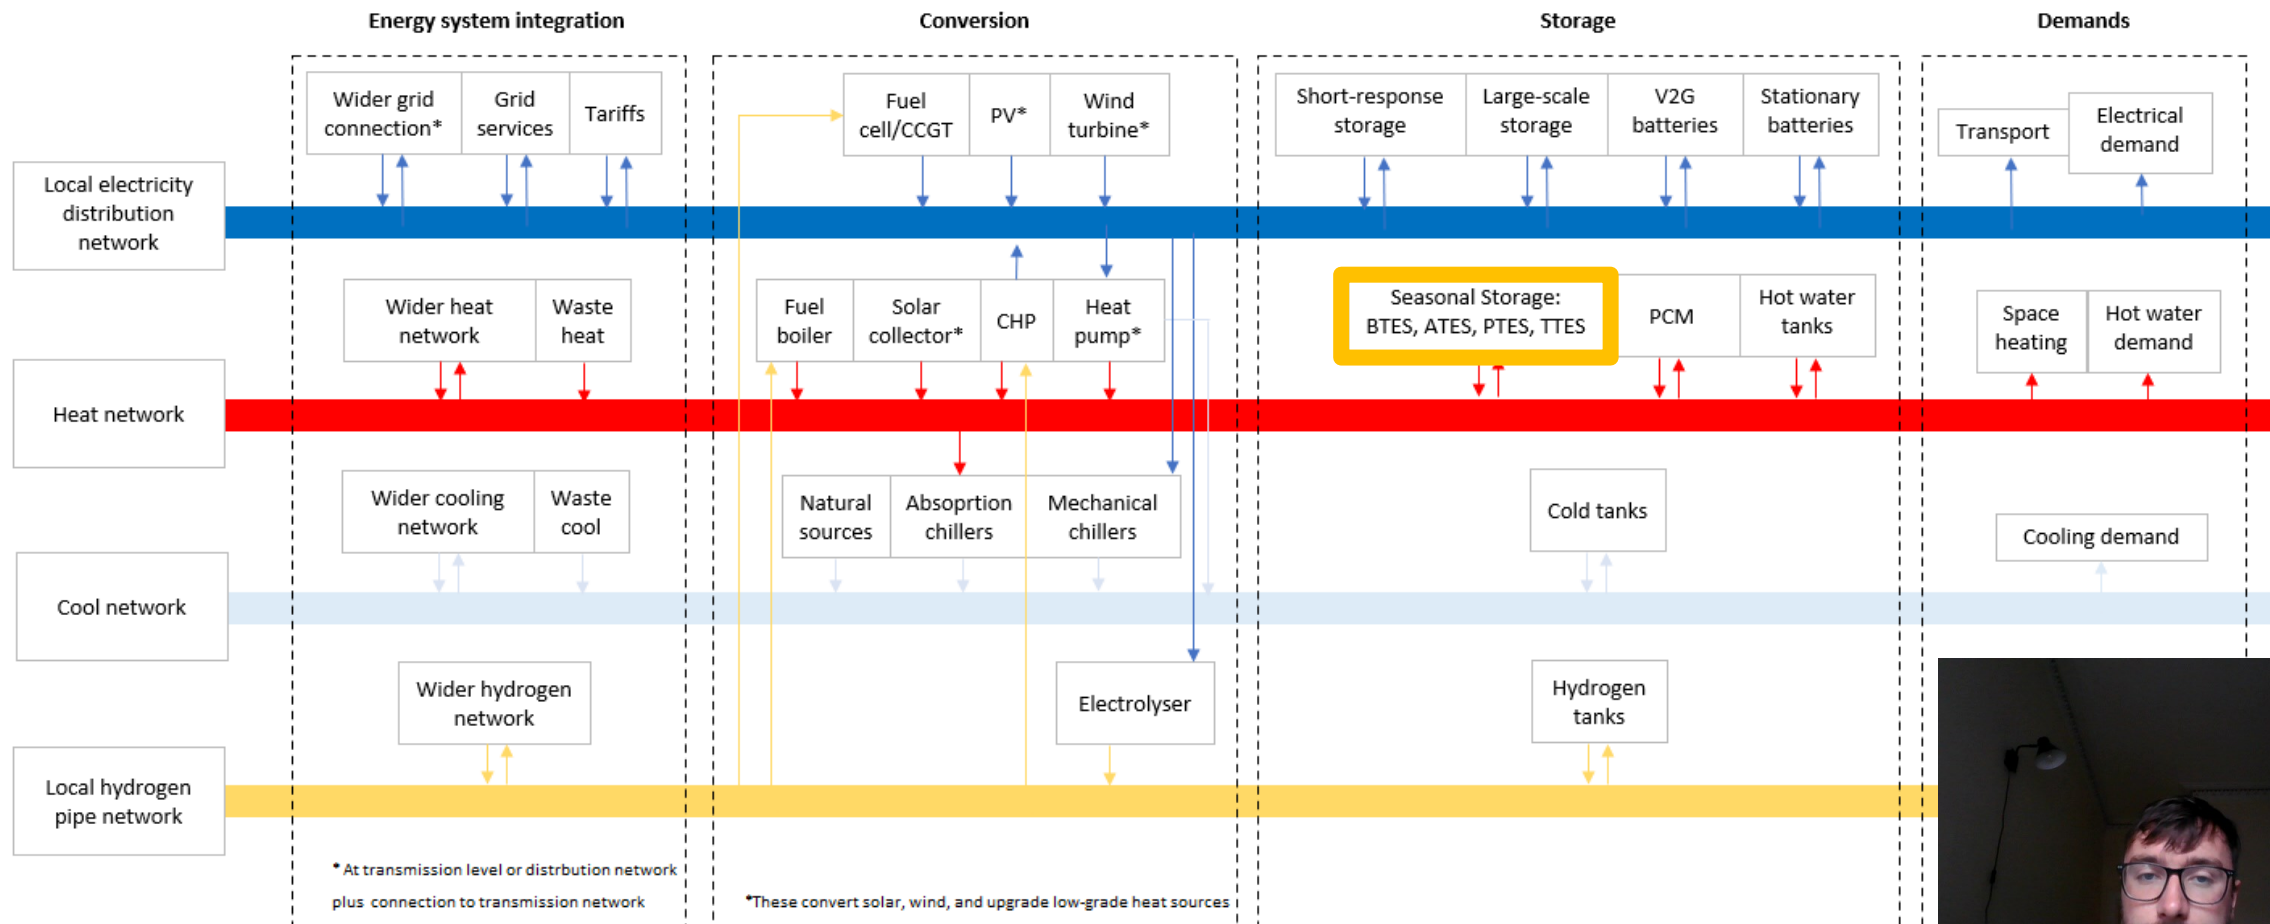 Energy system integration
Conversion
Storage
Demands
Wider grid
connection*
Grid
services
Tariffs
Fuel
cell/CCGT
PV*
Wind
turbine*
Short-response
storage
Large-scale
storage
V2G
batteries
Stationary
batteries
Transport
Electrical
demand
Local electricity
distribution
network
Wider heat
network
Waste
heat
Fuel
boiler
Solar
collector*
CHP
Heat
pump*
Seasonal Storage:
BTES, ATES, PTES, TTES
PCM
Hot water
tanks
Space
heating
Hot water
demand
Heat network
Wider cooling
network
Waste
cool
Natural
sources
Absoprtion
chillers
Mechanical
chillers
Cold tanks
Cooling demand
Cool network
Wider hydrogen
network
Electrolyser
Hydrogen
tanks
Local hydrogen
pipe network
* At transmission level or distrbution network
plus connection to transmission network
*These convert solar, wind, and upgrade low-grade heat sources